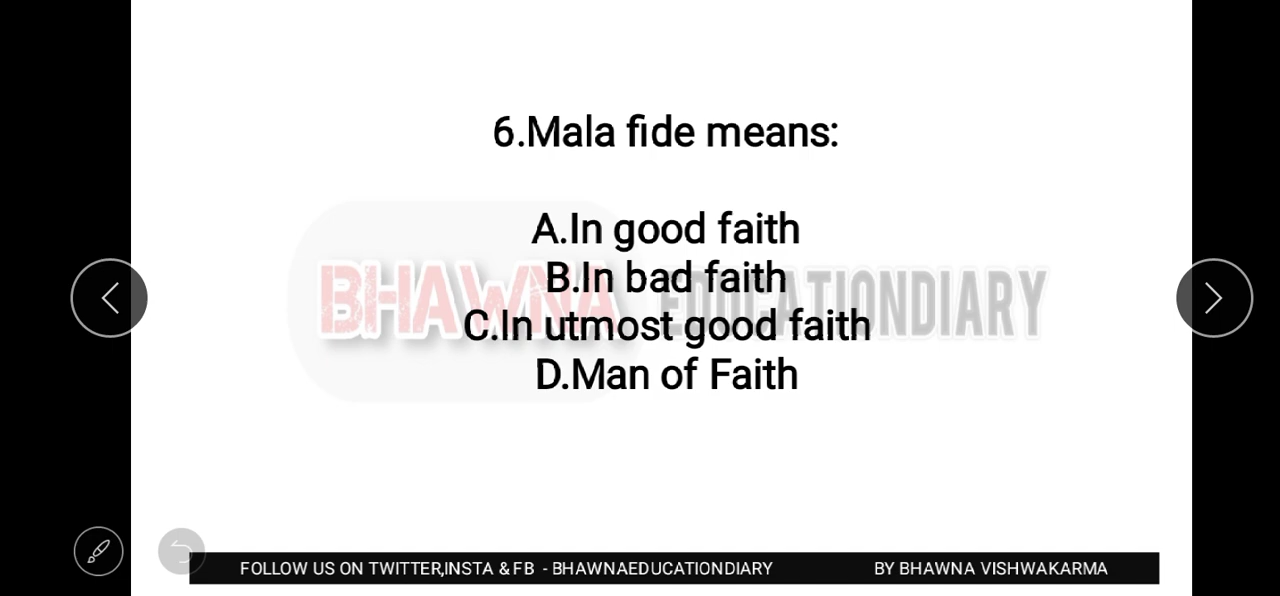 6.Mala fide means:
A.In good faith
B.In bad faith
C.In utmost good faith
D.Man of Faith
BHAWNA EDUCATIONDIARY
FOLLOW US ON TWITTER,INSTA & FB - BHAWNAEDUCATIONDIARY BY BHAWNA VISHWAKARMA